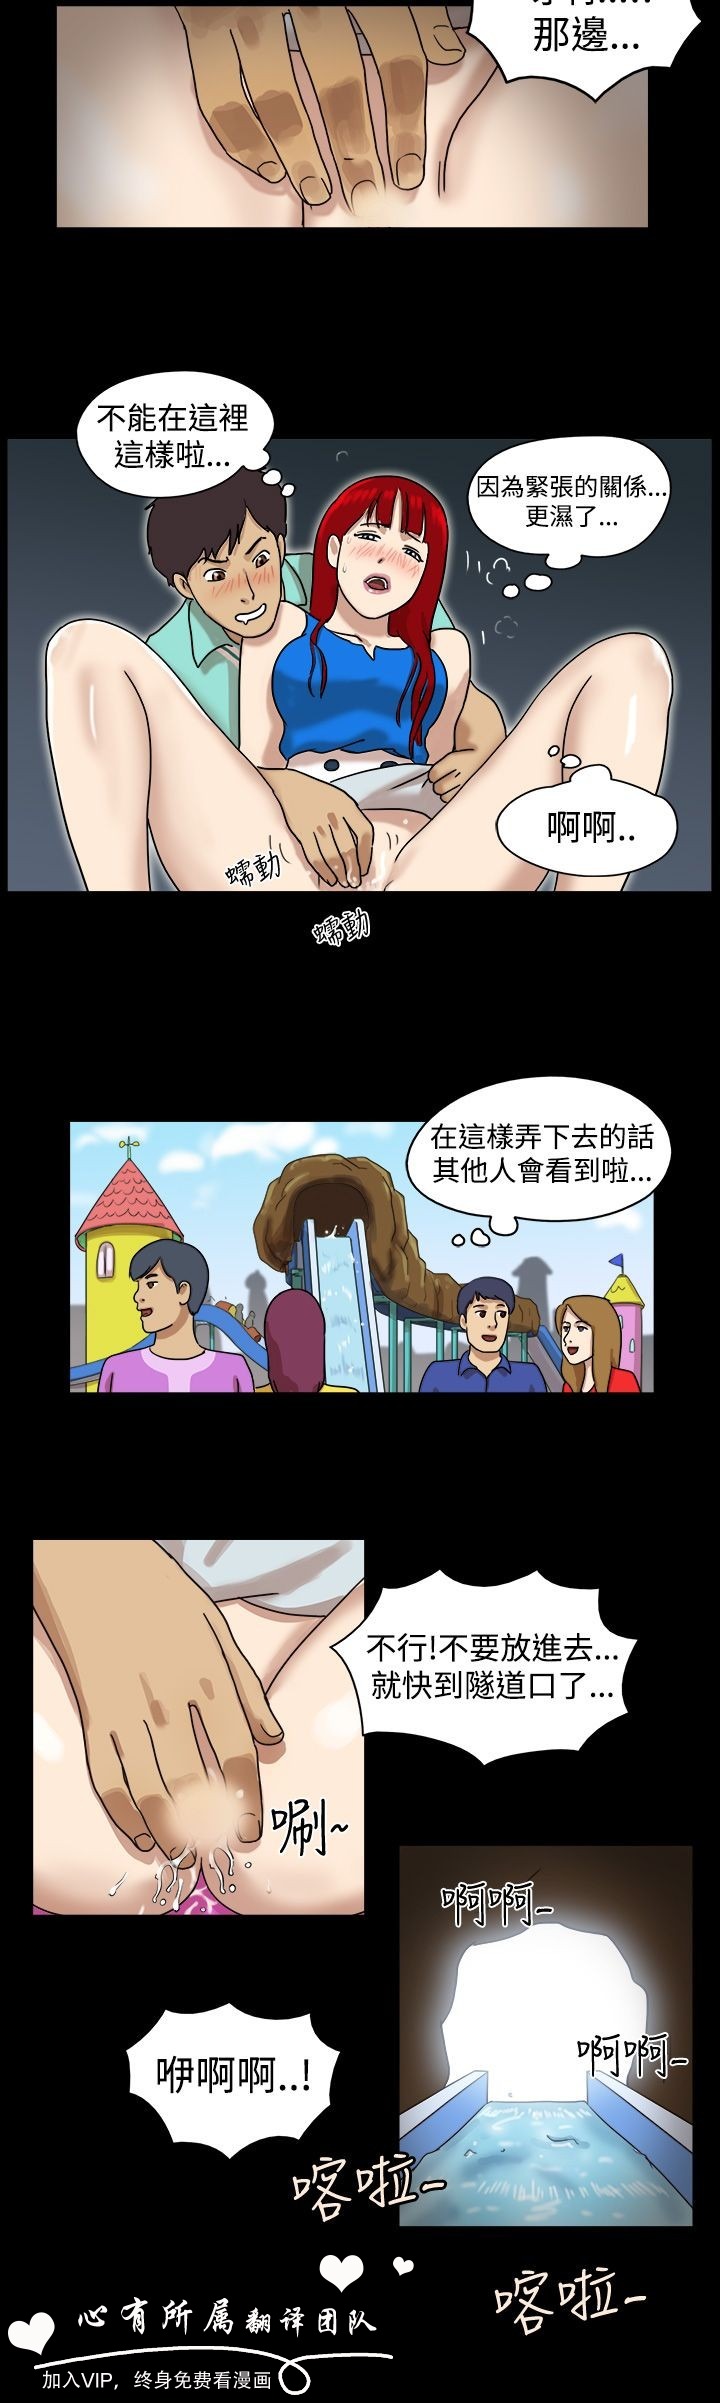 那邊...
不能在這裡
這樣啦...
因為緊張的關係...
更濕了...
啊啊..
蠕動
蠕動
在這樣弄下去的話
其他人會看到啦...
不行!不要放進去...
就快到隧道口了...
唰~
啊啊~
啊啊~
咿啊啊..!
喀啦~
喀啦~
心有所属翻译团队
加入VIP，终身免费看漫画